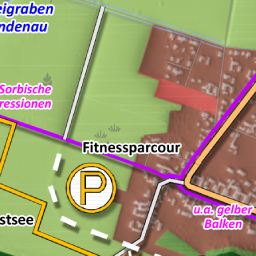 eigraben
ndenau
Sorbische
ressionen
Fitnessparcour
P
stsee
u.a. gelber
Balken